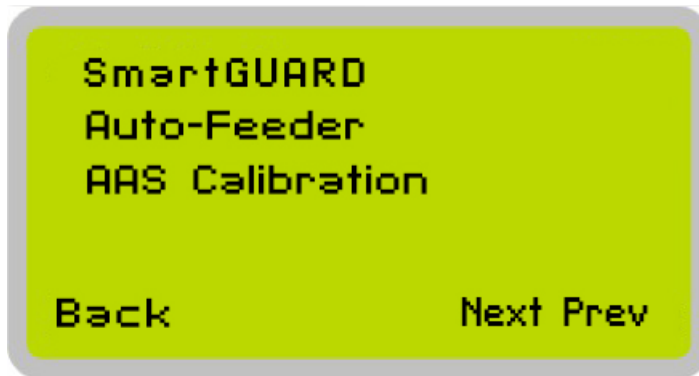 SmartGUARD
Auto-Feeder
AAS Calibration
Back Next Prev